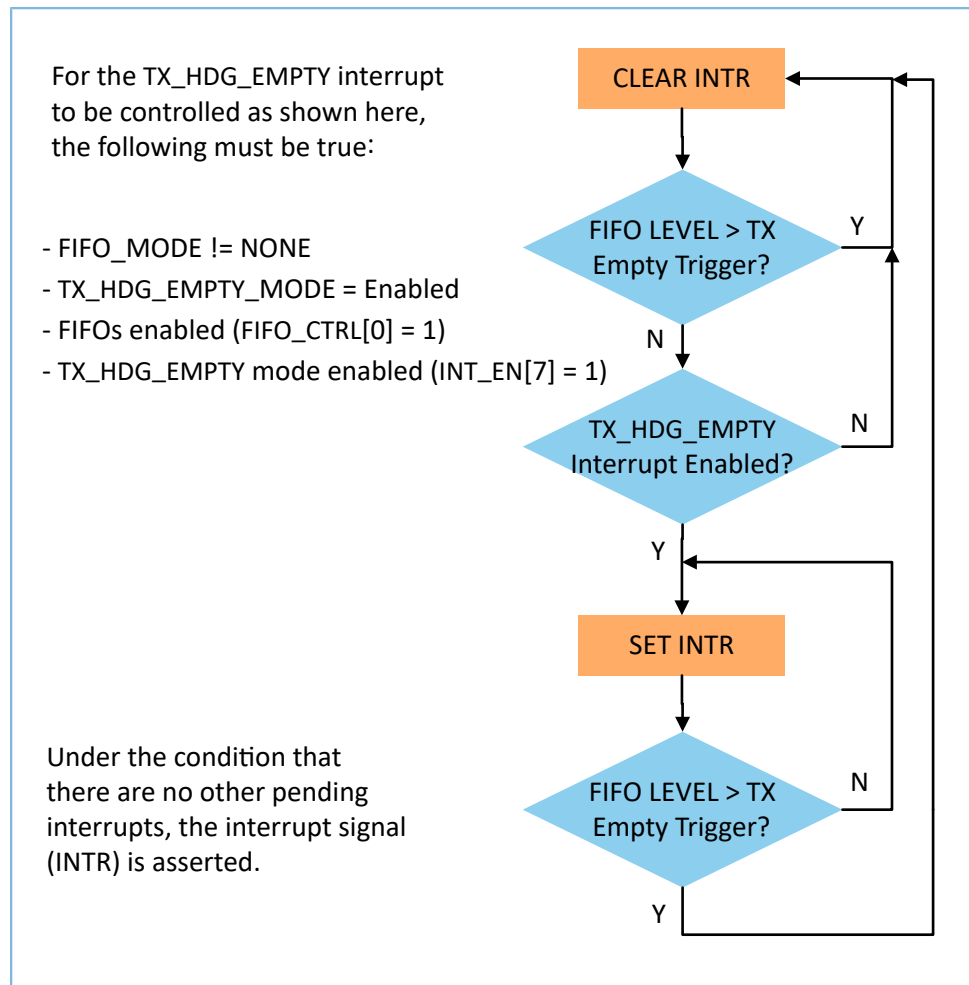 For the TX_HDG_EMPTY interrupt
to be controlled as shown here,
the following must be true:
- FIFO_MODE != NONE
- TX_HDG_EMPTY_MODE = Enabled
- FIFOs enabled (FIFO_CTRL[0] = 1)
- TX_HDG_EMPTY mode enabled (INT_EN[7] = 1)
CLEAR INTR
FIFO LEVEL > TX
Empty Trigger?
Y
N
TX_HDG_EMPTY
Interrupt Enabled?
N
Y
SET INTR
FIFO LEVEL > TX
Empty Trigger?
N
Y
Under the condition that
there are no other pending
interrupts, the interrupt signal
(INTR) is asserted.